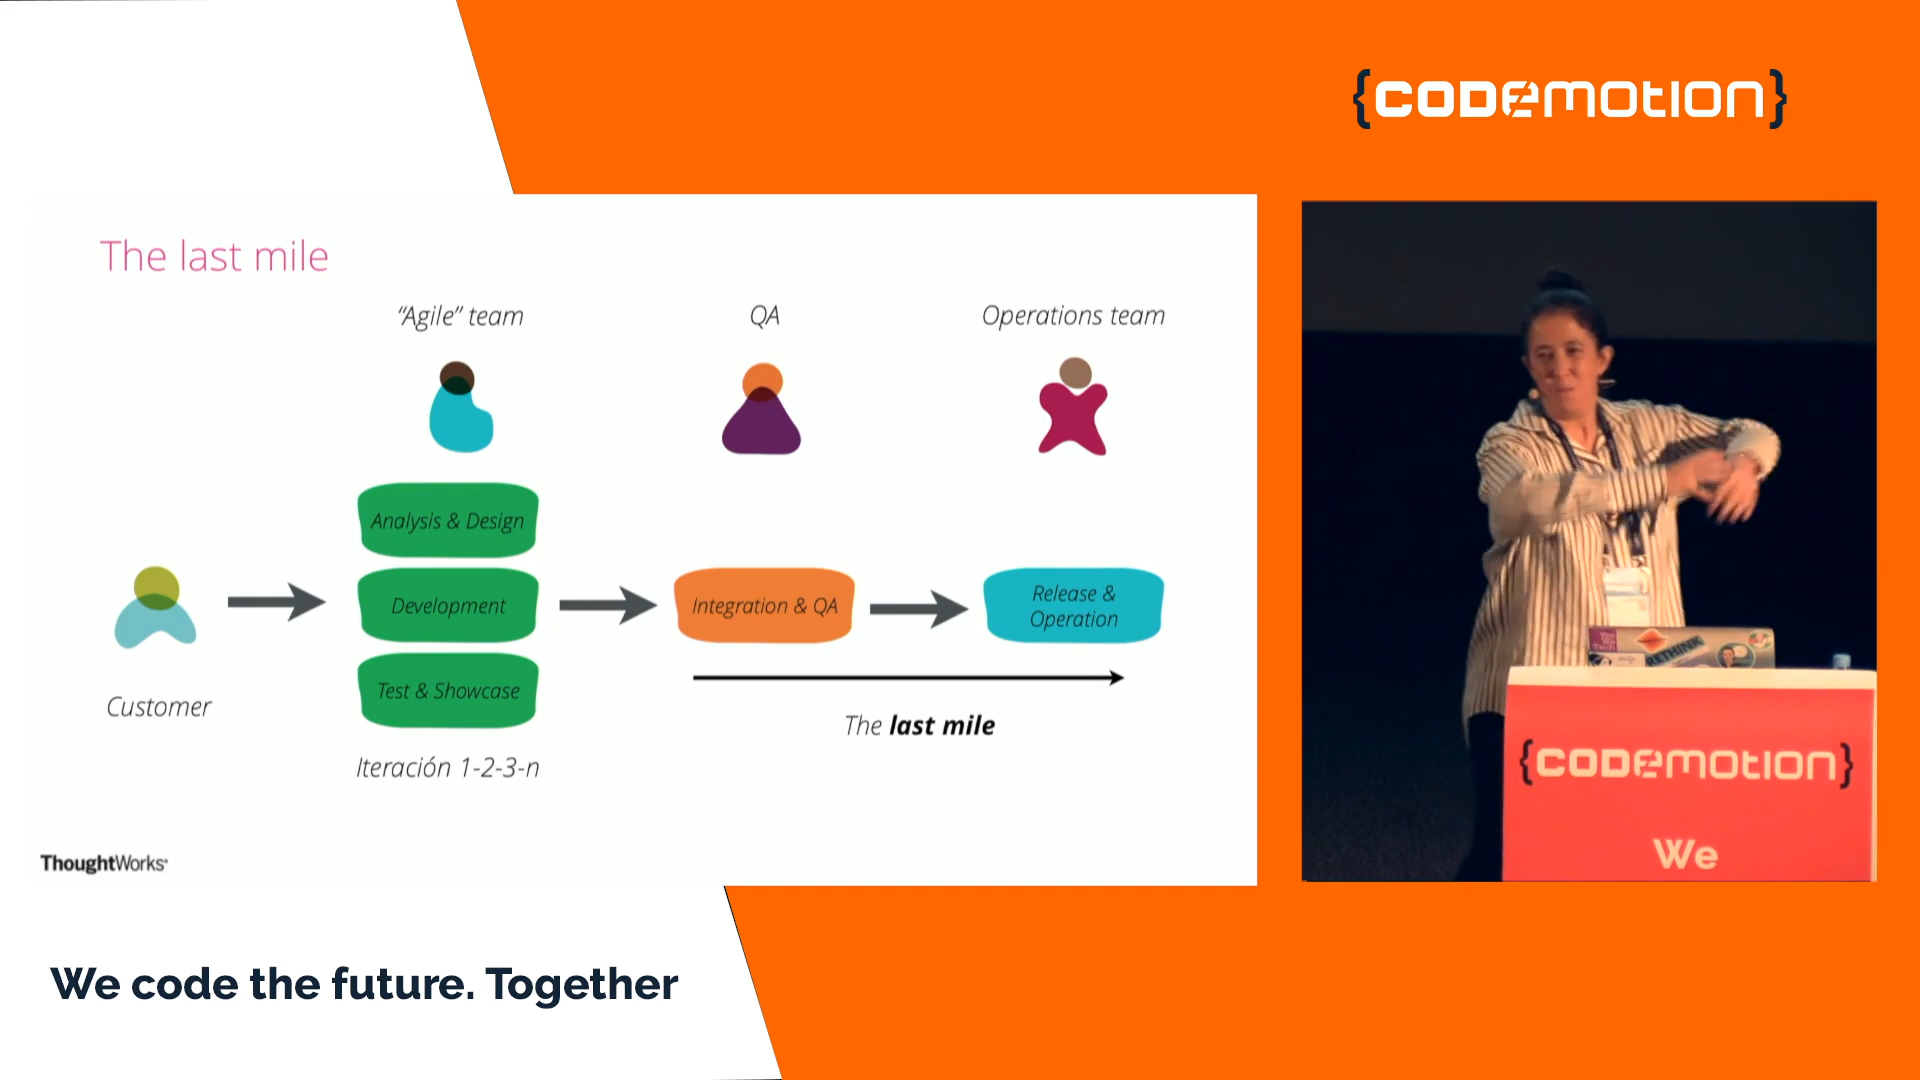 {CODEMOTION}
The last mile
“Agile” team
QA
Operations team
Analysis & Design
Development
Test & Showcase
Integration & QA
Release &
Operation
Customer
The last mile
Iteración 1-2-3-n
ThoughtWorks
RETHINK
{CODEMOTION}
We
We code the future. Together